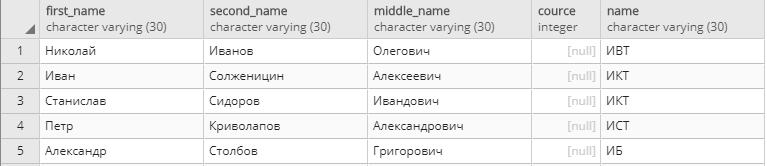 first_name second_name middle_name cource name
character varying (30) character varying (30) character varying (30) integer character varying (30)
1 Николай Иванов Олегович [null] ИВТ
2 Иван Солженицин Алексеевич [null] ИКТ
3 Станислав Сидоров Ивандович [null] ИКТ
4 Петр Криволапов Александрович [null] ИСТ
5 Александр Столбов Григорович [null] ИБ